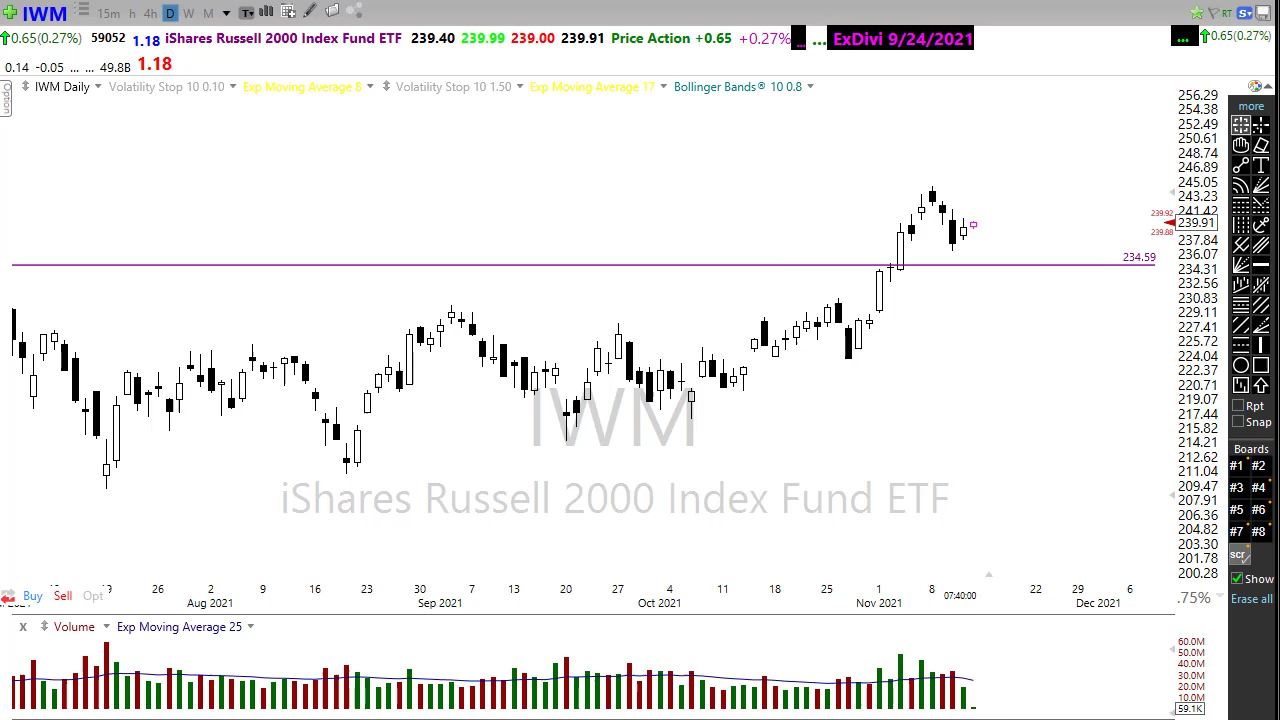 IWM 15m h 4h D W M T RT S
0.65(0.27%) 59052 1.18 iShares Russell 2000 Index Fund ETF 239.40 239.99 239.00 239.91 Price Action +0.65 +0.27% ... ... ExDivi 9/24/2021 ... 0.65(0.27%)
0.14 -0.05 ... ... 49.8B 1.18
Option
IWM Daily Volatility Stop 10 0.10 Exp Moving Average 8 Volatility Stop 10 1.50 Exp Moving Average 17 Bollinger Bands® 10 0.8
256.29
254.38
252.49
250.61
248.74
246.89
245.05
243.23
241.42
239.92
239.91
239.88
237.84
236.07
234.59
234.31
232.56
230.83
229.11
227.41
225.72
224.04
222.37
220.71
219.07
217.44
215.82
214.21
212.62
211.04
209.47
207.91
206.36
204.82
203.30
201.78
200.28
IWM
iShares Russell 2000 Index Fund ETF
more
T
Rpt
Snap
Boards
#1 #2
#3 #4
#5 #6
#7 #8
scr
Show
Erase all
26 2 9 16 23 30 7 13 20 27 4 11 18 25 1 8 07:40:00 22 29 6
Buy Sell Opt
Aug 2021 Sep 2021 Oct 2021 Nov 2021 Dec 2021
.75%
x Volume Exp Moving Average 25
60.0M
50.0M
40.0M
30.0M
20.0M
10.0M
59.1K